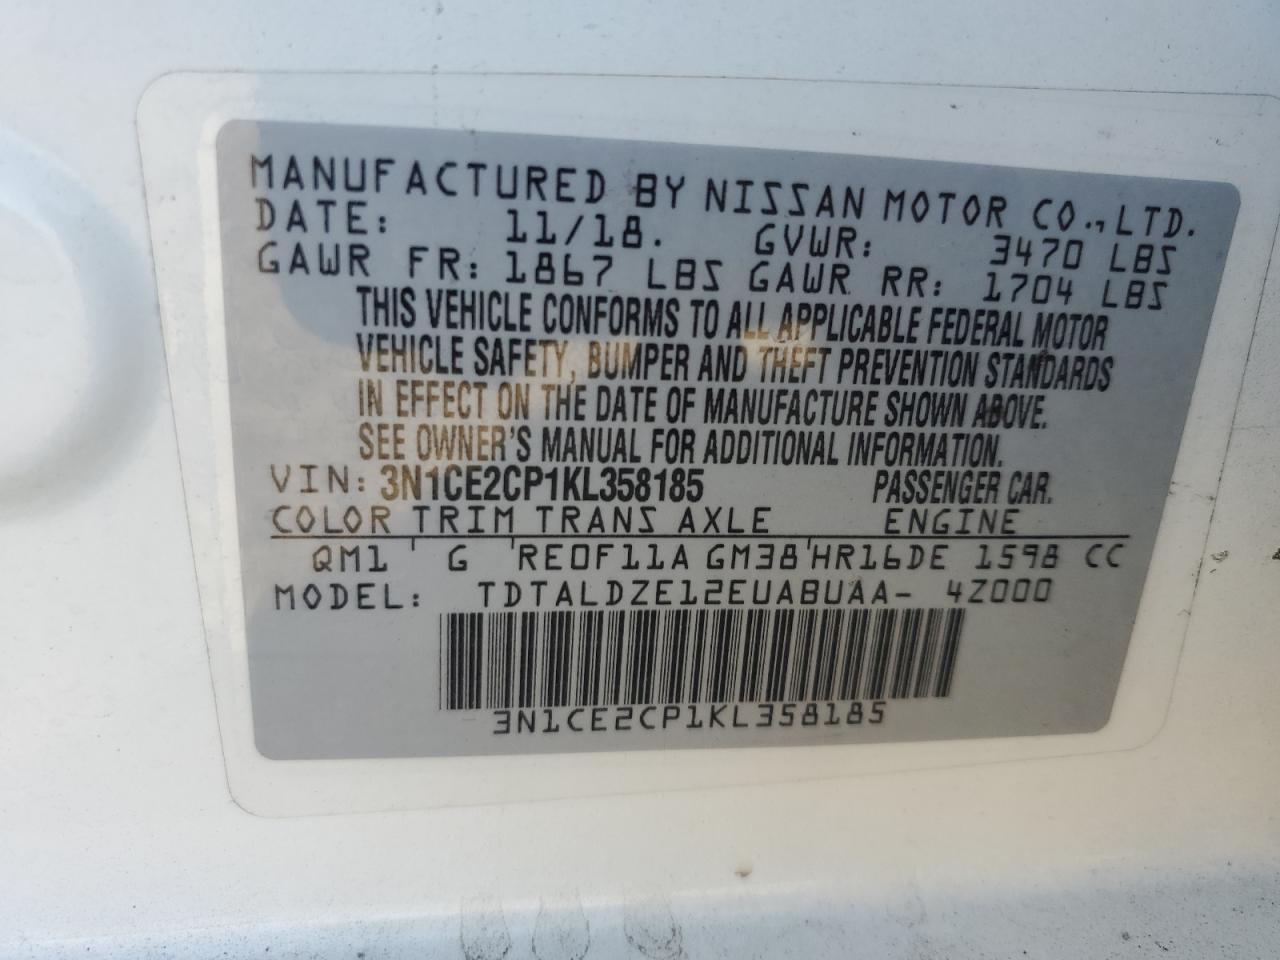 MANUFACTURED BY NISSAN MOTOR CO., LTD.
DATE: 11/18. GVWR: 3470 LBS
GAWR FR: 1867 LBS GAWR RR: 1704 LBS
THIS VEHICLE CONFORMS TO ALL APPLICABLE FEDERAL MOTOR
VEHICLE SAFETY, BUMPER AND THEFT PREVENTION STANDARDS
IN EFFECT ON THE DATE OF MANUFACTURE SHOWN ABOVE.
SEE OWNER'S MANUAL FOR ADDITIONAL INFORMATION.
VIN: 3N1CE2CP1KL358185 PASSENGER CAR.
COLOR TRIM TRANS AXLE ENGINE
QM1 G RE0F11A GM38 HR16DE 1598 CC
MODEL: TDTALDZE12EUABUAA- 4Z000
3N1CE2CP1KL358185